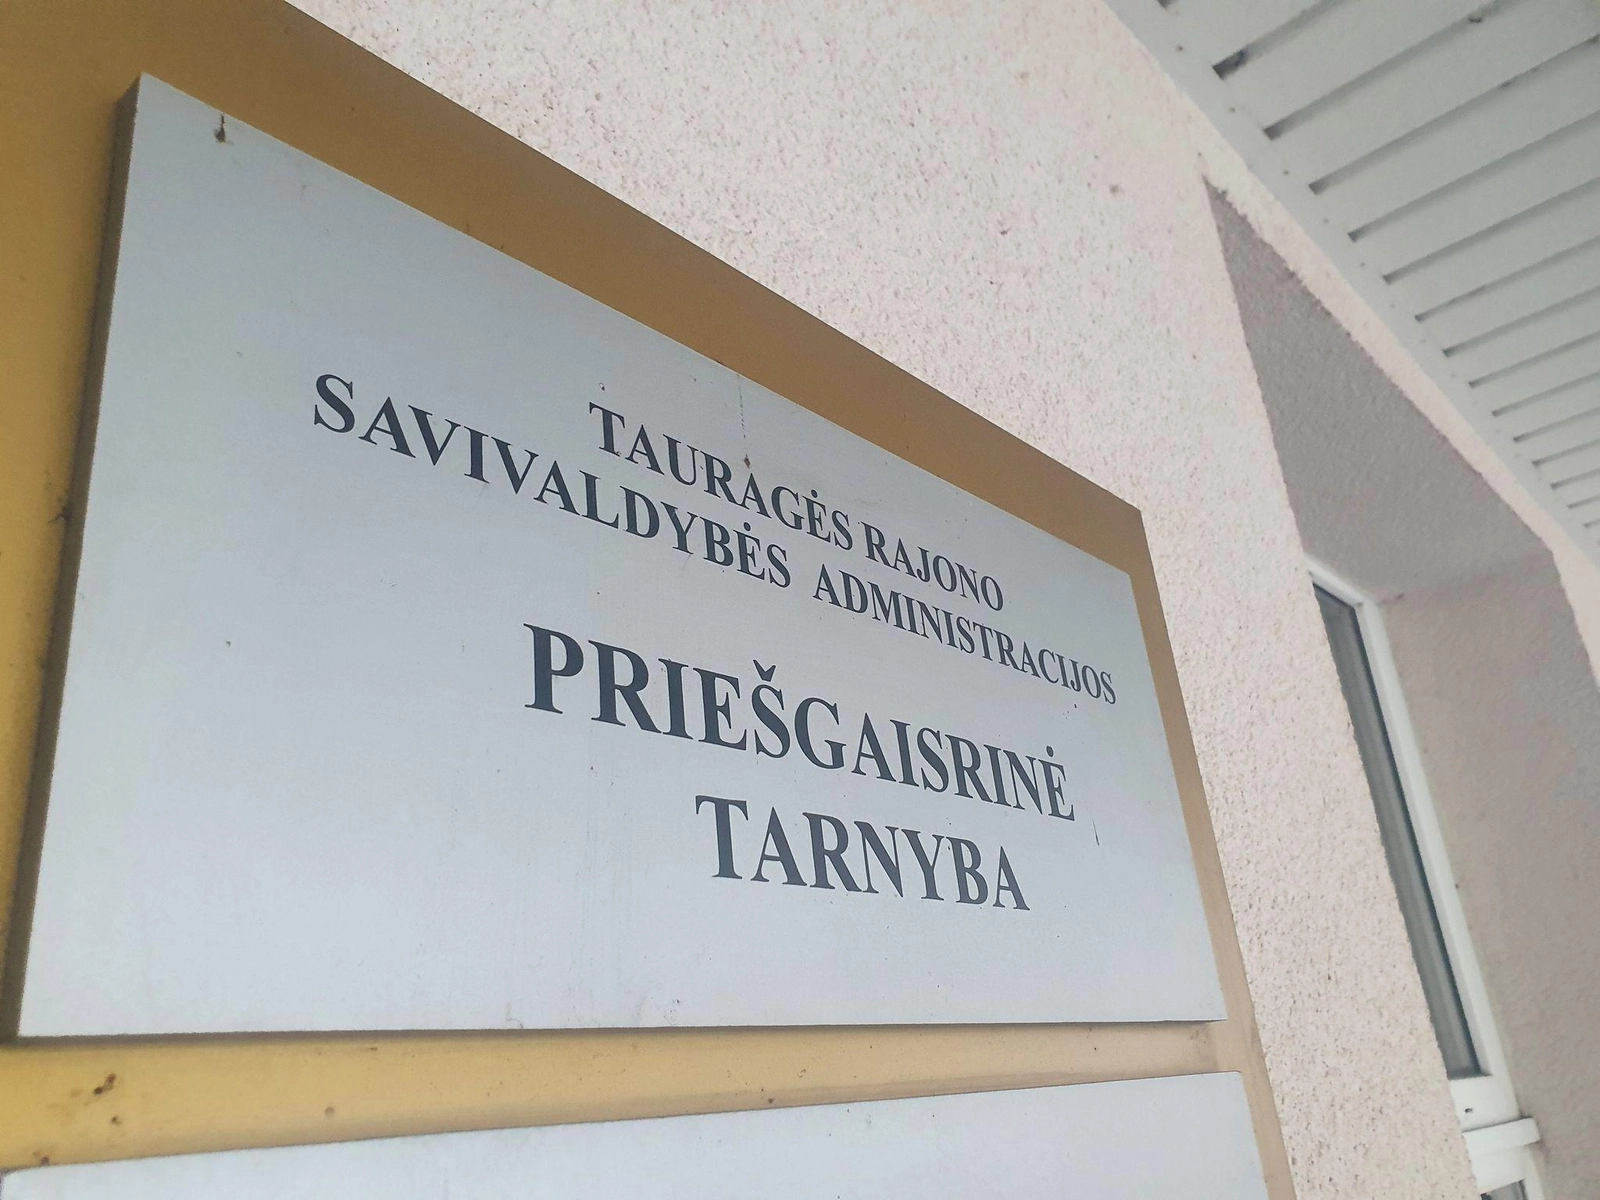 TAURAGĖS RAJONO
SAVIVALDYBĖS ADMINISTRACIJOS
PRIEŠGAISRINĖ
TARNYBA